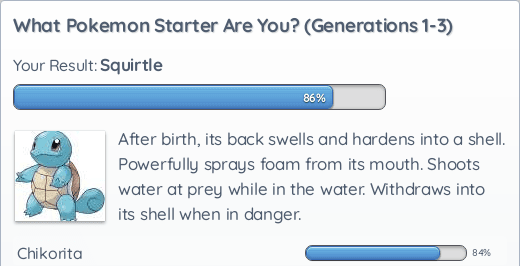 What Pokemon Starter Are You? (Generations 1-3)
Your Result: Squirtle
86%
After birth, its back swells and hardens into a shell.
Powerfully sprays foam from its mouth. Shoots
water at prey while in the water. Withdraws into
its shell when in danger.
Chikorita 84%